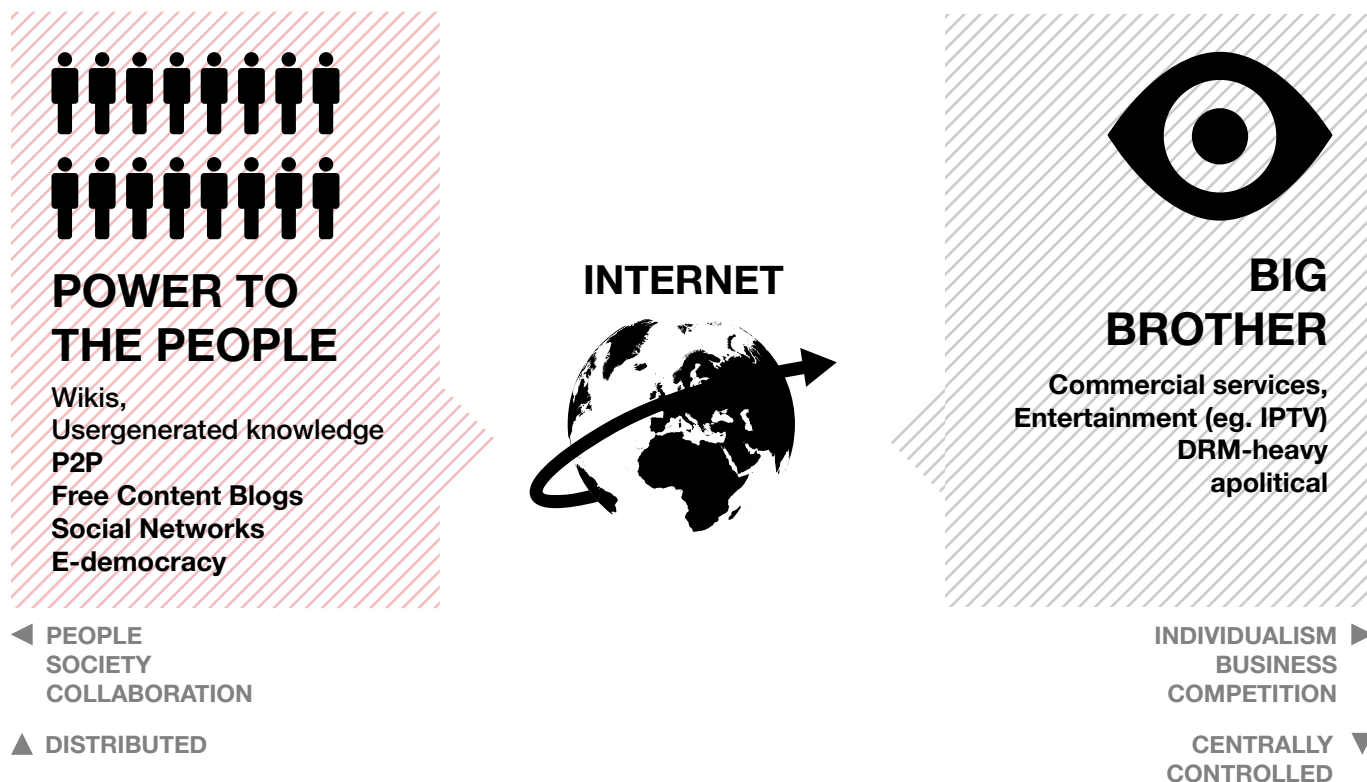 POWER TO
THE PEOPLE
Wikis,
Usergenerated knowledge
P2P
Free Content Blogs
Social Networks
E-democracy
INTERNET
BIG
BROTHER
Commercial services,
Entertainment (eg. IPTV)
DRM-heavy
apolitical
PEOPLE
SOCIETY
COLLABORATION
DISTRIBUTED
INDIVIDUALISM
BUSINESS
COMPETITION
CENTRALLY
CONTROLLED